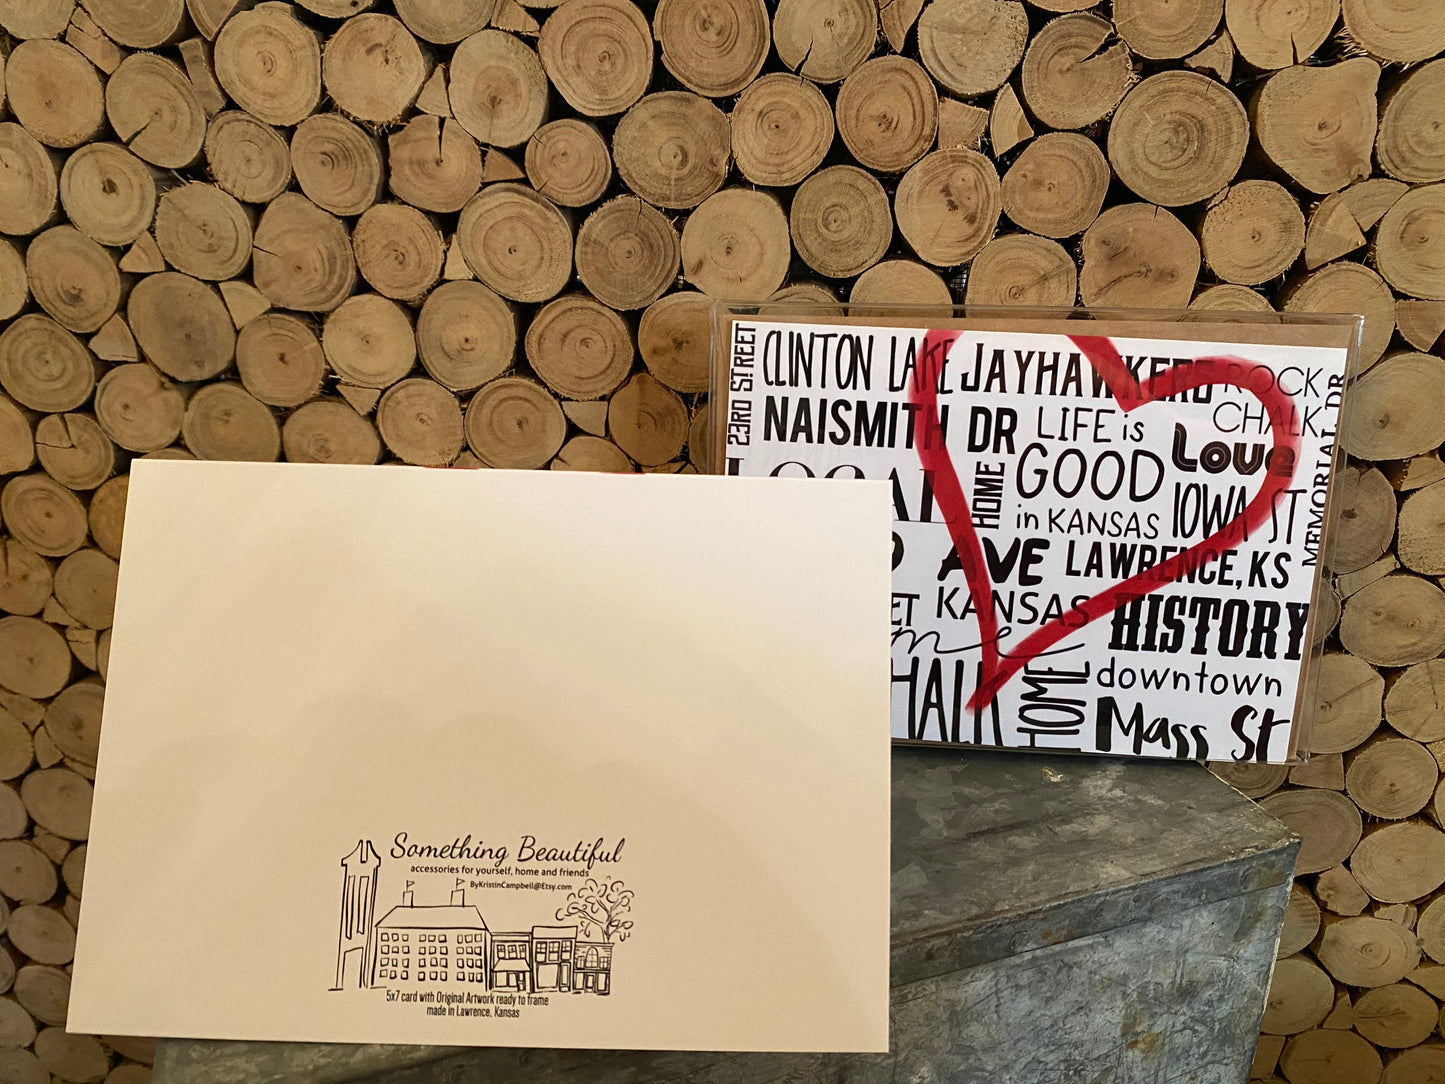 Something Beautiful
accessories for yourself, home and friends
ByKristinCampbell@Etsy.com
5x7 card with Original Artwork ready to frame
made in Lawrence, Kansas
23RD STREET
CLINTON LAKE
JAYHAWKERS
ROCK
CHALK
MEMORIAL DR
NAISMITH DR
LIFE is
GOOD
in KANSAS
Love
LOCAL
HOME
IOWA ST
AVE
LAWRENCE, KS
KANSAS
HISTORY
HOME
downtown
Mass St